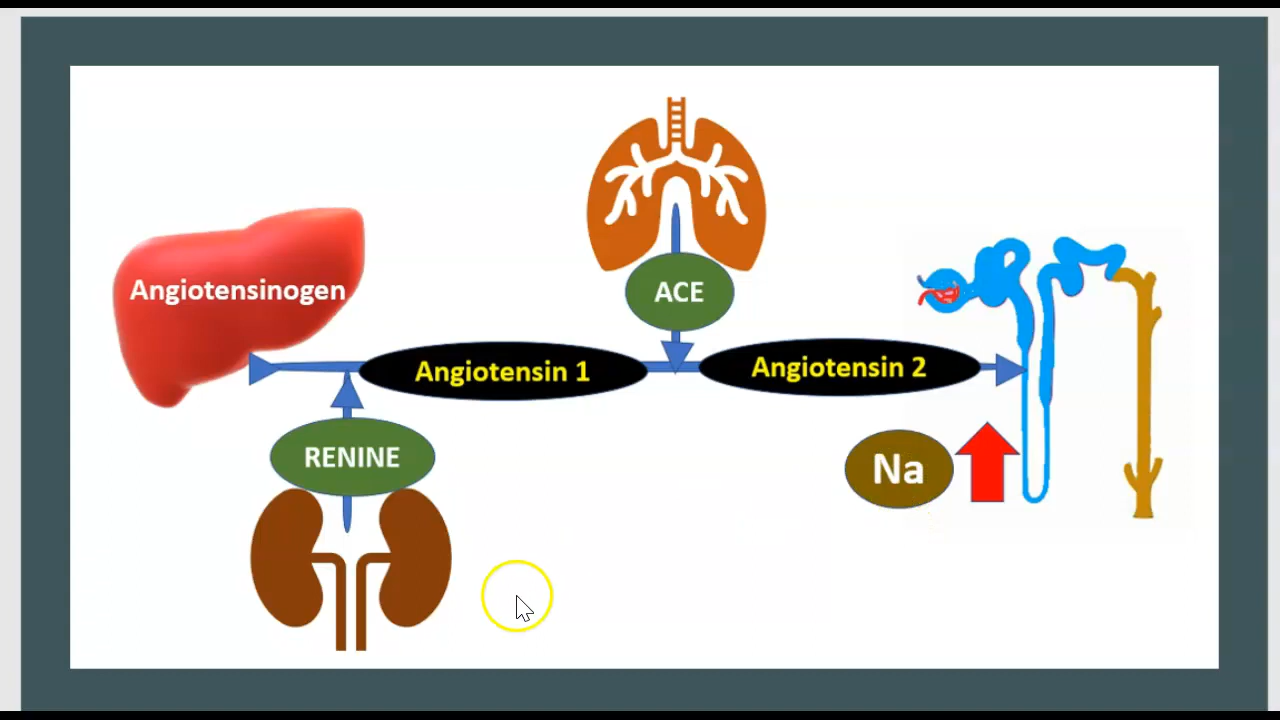 Angiotensinogen
ACE
Angiotensin 1
Angiotensin 2
RENINE
Na